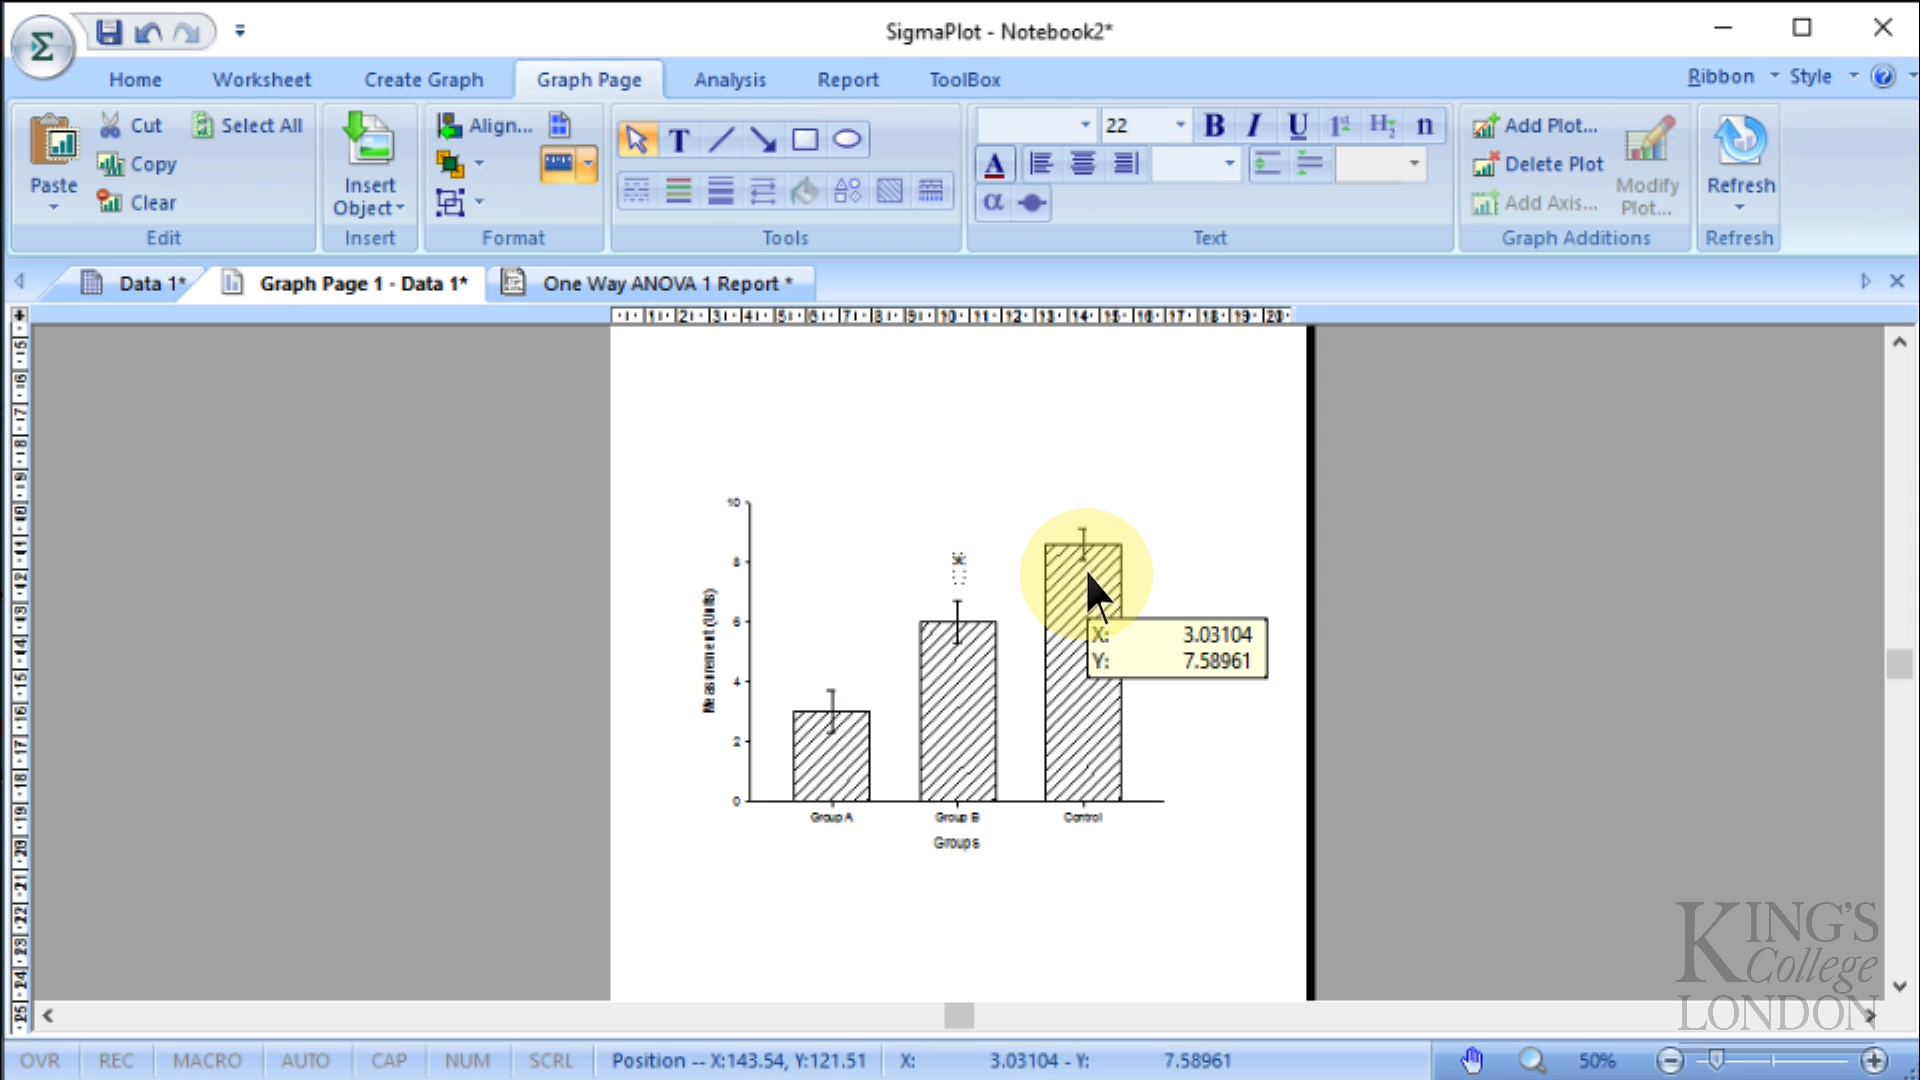 SigmaPlot - Notebook2*
Home Worksheet Create Graph Graph Page Analysis Report ToolBox Ribbon Style
Paste Cut Copy Clear Select All
Edit
Insert Object
Insert
Align...
Format
T
Tools
22 B I U 1st H2 n
A
α
Text
Add Plot...
Delete Plot
Add Axis...
Modify Plot...
Graph Additions
Refresh
Refresh
Data 1* Graph Page 1 - Data 1* One Way ANOVA 1 Report *
10
8
6
4
2
0
Measurement (Units)
*
X: 3.03104
Y: 7.58961
Group A Group B Control
Groups
KING'S
College
LONDON
OVR REC MACRO AUTO CAP NUM SCRL Position -- X:143.54, Y:121.51 X: 3.03104 - Y: 7.58961 50%